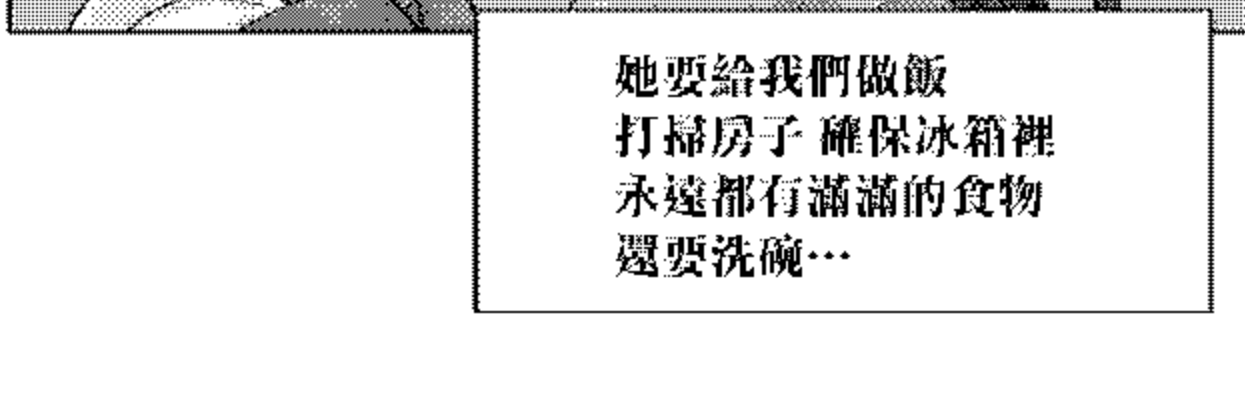 她要給我們做飯
打掃房子 確保冰箱裡
永遠都有滿滿的食物
還要洗碗…